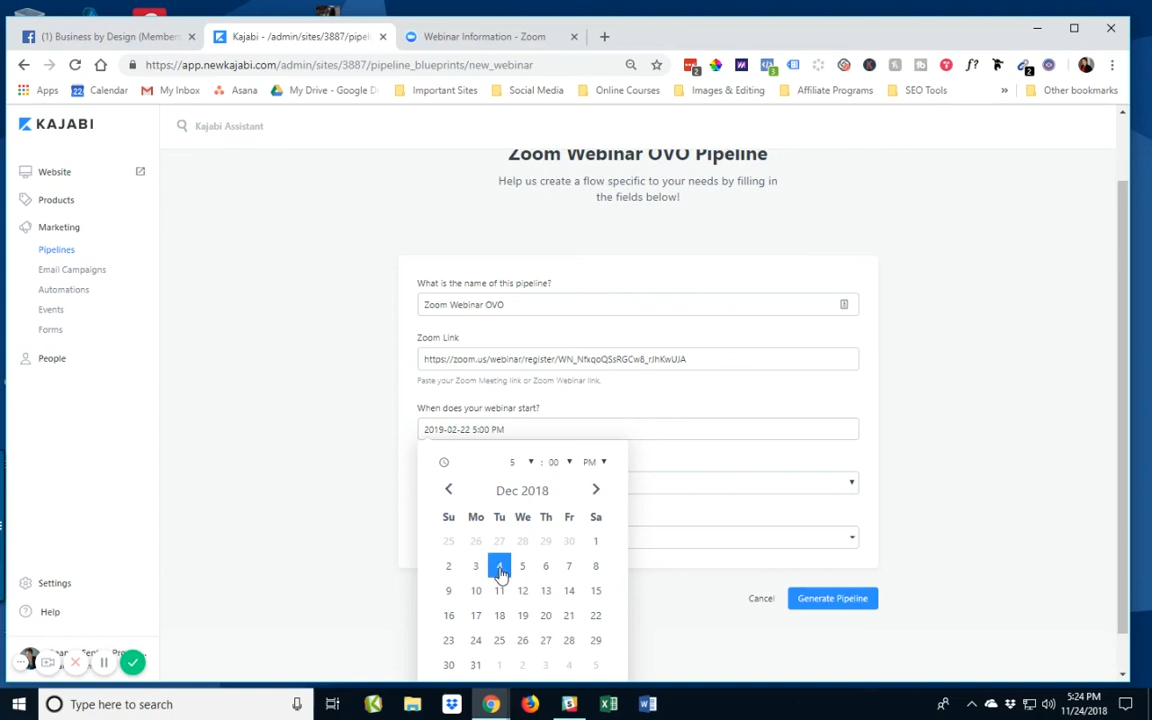 (1) Business by Design (Membe
Kajabi - /admin/sites/3887/pipel
Webinar Information - Zoom
https://app.newkajabi.com/admin/sites/3887/pipeline_blueprints/new_webinar
2
3
f?
2
Apps
22
Calendar
My Inbox
Asana
My Drive - Google D
Important Sites
Social Media
Online Courses
Images & Editing
Affiliate Programs
SEO Tools
»
Other bookmarks
KAJABI
Kajabi Assistant
Website
Products
Marketing
Pipelines
Email Campaigns
Automations
Events
Forms
People
Settings
Help
Zoom Webinar OVO Pipeline
Help us create a flow specific to your needs by filling in
the fields below!
What is the name of this pipeline?
Zoom Webinar OVO
Zoom Link
https://zoom.us/webinar/register/WN_NfxqoQSsRGCw8_rJhKwUJA
Paste your Zoom Meeting link or Zoom Webinar link.
When does your webinar start?
2019-02-22 5:00 PM
5 : 00 PM
Dec 2018
Su Mo Tu We Th Fr Sa
25 26 27 28 29 30 1
2 3 4 5 6 7 8
9 10 11 12 13 14 15
16 17 18 19 20 21 22
23 24 25 26 27 28 29
30 31 1 2 3 4 5
Cancel
Generate Pipeline
Type here to search
5:24 PM
11/24/2018